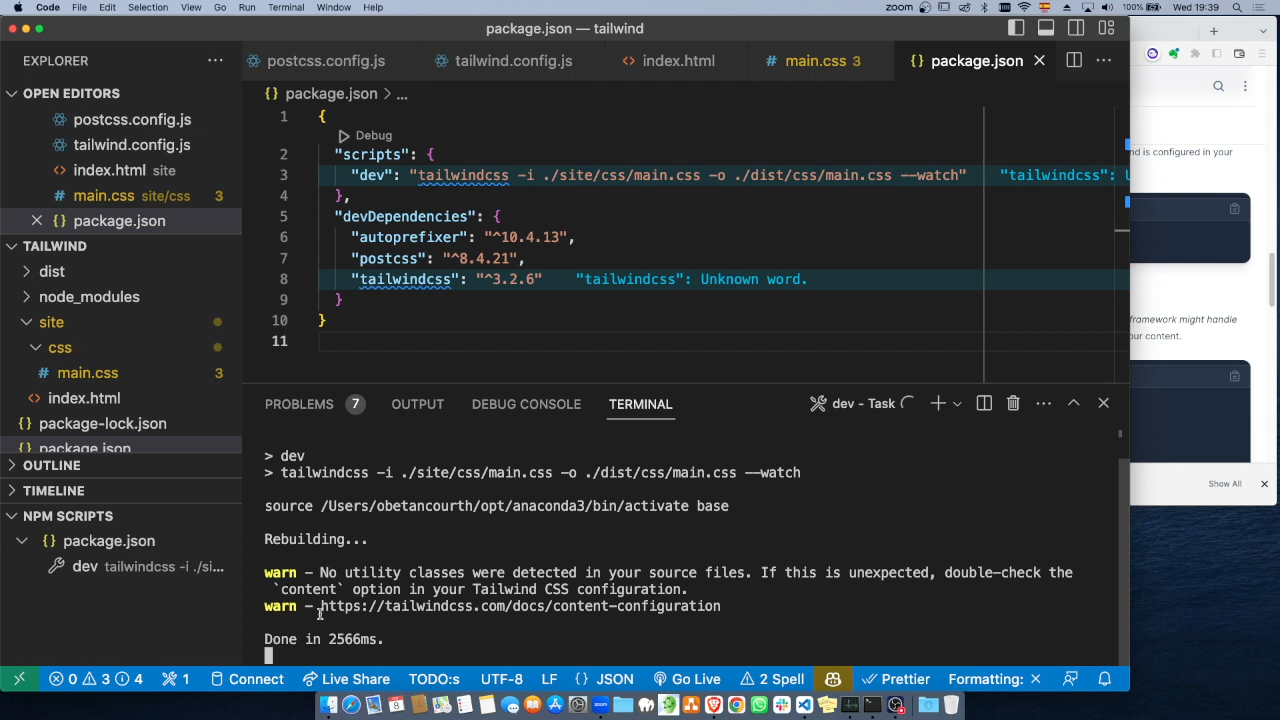 Code File Edit Selection View Go Run Terminal Window Help zoom 100% Wed 19:39
package.json — tailwind
EXPLORER
postcss.config.js tailwind.config.js index.html main.css 3 package.json
OPEN EDITORS
postcss.config.js
tailwind.config.js
index.html site
main.css site/css 3
package.json
TAILWIND
dist
node_modules
site
css
main.css 3
index.html
package-lock.json
package.json
OUTLINE
TIMELINE
NPM SCRIPTS
package.json
dev tailwindcss -i ./si...
{} package.json > ...
1 {
Debug
2 "scripts": {
3 "dev": "tailwindcss -i ./site/css/main.css -o ./dist/css/main.css --watch" "tailwindcss": U
4 },
5 "devDependencies": {
6 "autoprefixer": "^10.4.13",
7 "postcss": "^8.4.21",
8 "tailwindcss": "^3.2.6" "tailwindcss": Unknown word.
9 }
10 }
11
PROBLEMS 7 OUTPUT DEBUG CONSOLE TERMINAL dev - Task
> dev
> tailwindcss -i ./site/css/main.css -o ./dist/css/main.css --watch
source /Users/obetancourth/opt/anaconda3/bin/activate base
Rebuilding...
warn - No utility classes were detected in your source files. If this is unexpected, double-check the
`content` option in your Tailwind CSS configuration.
warn - https://tailwindcss.com/docs/content-configuration
Done in 2566ms.
0 3 4 1 Connect Live Share TODO:s UTF-8 LF {} JSON Go Live 2 Spell Prettier Formatting: ×
nd is configured in your
framework might handle
our content.
Show All